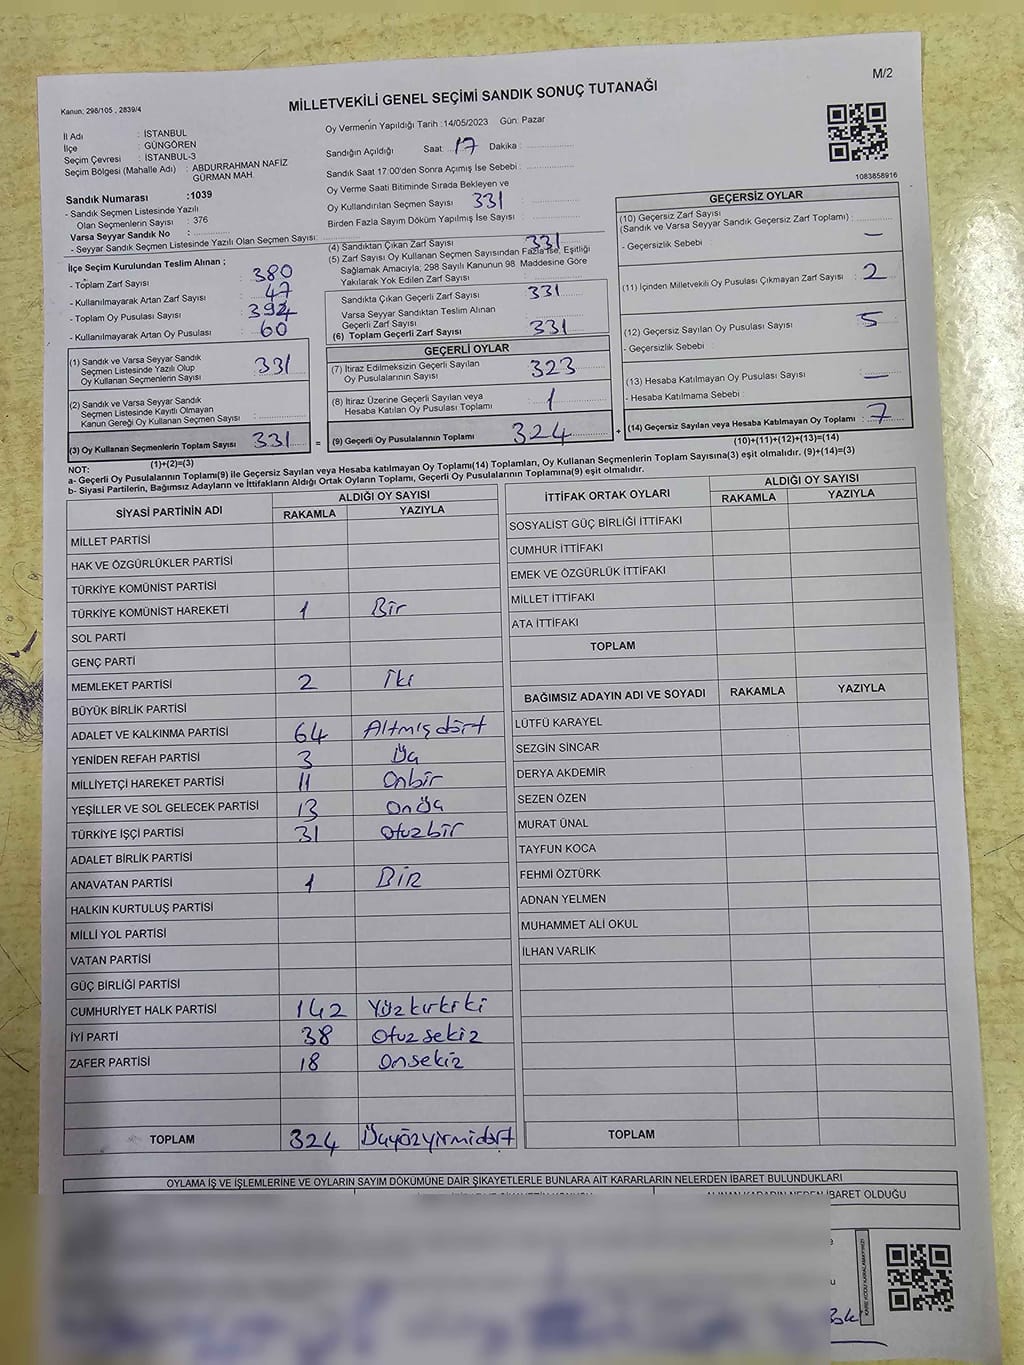 M/2
Kanun; 298/105 , 2839/4
MİLLETVEKİLİ GENEL SEÇİMİ SANDIK SONUÇ TUTANAĞI
İl Adı : İSTANBUL
İlçe : GÜNGÖREN
Seçim Çevresi : İSTANBUL-3
Seçim Bölgesi (Mahalle Adı) : ABDURRAHMAN NAFİZ
GÜRMAN MAH.
Sandık Numarası :1039
- Sandık Seçmen Listesinde Yazılı
Olan Seçmenlerin Sayısı : 376
Varsa Seyyar Sandık No :
- Seyyar Sandık Seçmen Listesinde Yazılı Olan Seçmen Sayısı:
Oy Vermenin Yapıldığı Tarih :14/05/2023 Gün: Pazar
Sandığın Açıldığı Saat: 17 Dakika :
Sandık Saat 17:00'den Sonra Açımış İse Sebebi :
Oy Verme Saati Bitiminde Sırada Bekleyen ve
Oy Kullandırılan Seçmen Sayısı 331
Birden Fazla Sayım Döküm Yapılmış İse Sayısı :
1083858916
İlçe Seçim Kurulundan Teslim Alınan ;
- Toplam Zarf Sayısı : 380
- Kullanılmayarak Artan Zarf Sayısı : 47
- Toplam Oy Pusulası Sayısı : 394
- Kullanılmayarak Artan Oy Pusulası : 60
(1) Sandık ve Varsa Seyyar Sandık
Seçmen Listesinde Yazılı Olup
Oy Kullanan Seçmenlerin Sayısı : 331
(2) Sandık ve Varsa Seyyar Sandık
Seçmen Listesinde Kayıtlı Olmayan
Kanun Gereği Oy Kullanan Seçmen Sayısı :
(3) Oy Kullanan Seçmenlerin Toplam Sayısı 331
(1)+(2)=(3)
(4) Sandıktan Çıkan Zarf Sayısı 331
(5) Zarf Sayısı Oy Kullanan Seçmen Sayısından Fazla ise, Eşitliği
Sağlamak Amacıyla; 298 Sayılı Kanunun 98. Maddesine Göre
Yakılarak Yok Edilen Zarf Sayısı
Sandıkta Çıkan Geçerli Zarf Sayısı 331
Varsa Seyyar Sandıktan Teslim Alınan
Geçerli Zarf Sayısı
(6) Toplam Geçerli Zarf Sayısı 331
=
GEÇERLİ OYLAR
(7) İtiraz Edilmeksizin Geçerli Sayılan
Oy Pusulalarının Sayısı 323
(8) İtiraz Üzerine Geçerli Sayılan veya
Hesaba Katılan Oy Pusulası Toplamı 1
(9) Geçerli Oy Pusulalarının Toplamı 324
+
GEÇERSİZ OYLAR
(10) Geçersiz Zarf Sayısı
(Sandık ve Varsa Seyyar Sandık Geçersiz Zarf Toplamı) :
- Geçersizlik Sebebi : —
(11) İçinden Milletvekili Oy Pusulası Çıkmayan Zarf Sayısı : 2
(12) Geçersiz Sayılan Oy Pusulası Sayısı : 5
- Geçersizlik Sebebi :
(13) Hesaba Katılmayan Oy Pusulası Sayısı : —
- Hesaba Katılmama Sebebi :
(14) Geçersiz Sayılan veya Hesaba Katılmayan Oy Toplamı : 7
(10)+(11)+(12)+(13)=(14)
NOT:
a- Geçerli Oy Pusulalarının Toplamı(9) ile Geçersiz Sayılan veya Hesaba katılmayan Oy Toplamı(14) Toplamları, Oy Kullanan Seçmenlerin Toplam Sayısına(3) eşit olmalıdır. (9)+(14)=(3)
b- Siyasi Partilerin, Bağımsız Adayların ve İttifakların Aldığı Ortak Oyların Toplamı, Geçerli Oy Pusulalarının Toplamına(9) eşit olmalıdır.
SİYASİ PARTİNİN ADI
ALDIĞI OY SAYISI
RAKAMLA YAZIYLA
MİLLET PARTİSİ
HAK VE ÖZGÜRLÜKLER PARTİSİ
TÜRKİYE KOMÜNİST PARTİSİ
TÜRKİYE KOMÜNİST HAREKETİ 1 Bir
SOL PARTİ
GENÇ PARTİ
MEMLEKET PARTİSİ 2 İki
BÜYÜK BİRLİK PARTİSİ
ADALET VE KALKINMA PARTİSİ 64 Altmışdört
YENİDEN REFAH PARTİSİ 3 Üç
MİLLİYETÇİ HAREKET PARTİSİ 11 Onbir
YEŞİLLER VE SOL GELECEK PARTİSİ 13 Onüç
TÜRKİYE İŞÇİ PARTİSİ 31 Otuzbir
ADALET BİRLİK PARTİSİ
ANAVATAN PARTİSİ 1 BİR
HALKIN KURTULUŞ PARTİSİ
MİLLİ YOL PARTİSİ
VATAN PARTİSİ
GÜÇ BİRLİĞİ PARTİSİ
CUMHURİYET HALK PARTİSİ 142 Yüzkırkiki
İYİ PARTİ 38 Otuzsekiz
ZAFER PARTİSİ 18 Onsekiz
TOPLAM 324 Üçyüzyirmidört
İTTİFAK ORTAK OYLARI
ALDIĞI OY SAYISI
RAKAMLA YAZIYLA
SOSYALİST GÜÇ BİRLİĞİ İTTİFAKI
CUMHUR İTTİFAKI
EMEK VE ÖZGÜRLÜK İTTİFAKI
MİLLET İTTİFAKI
ATA İTTİFAKI
TOPLAM
BAĞIMSIZ ADAYIN ADI VE SOYADI RAKAMLA YAZIYLA
LÜTFÜ KARAYEL
SEZGİN SİNCAR
DERYA AKDEMİR
SEZEN ÖZEN
MURAT ÜNAL
TAYFUN KOCA
FEHMİ ÖZTÜRK
ADNAN YELMEN
MUHAMMET ALİ OKUL
İLHAN VARLIK
TOPLAM
OYLAMA İŞ VE İŞLEMLERİNE VE OYLARIN SAYIM DÖKÜMÜNE DAİR ŞİKAYETLERLE BUNLARA AİT KARARLARIN NELERDEN İBARET BULUNDUKLARI
ALINAN KARARIN NEDEN İBARET OLDUĞU
KARE KODU KARALAMAYINIZ!